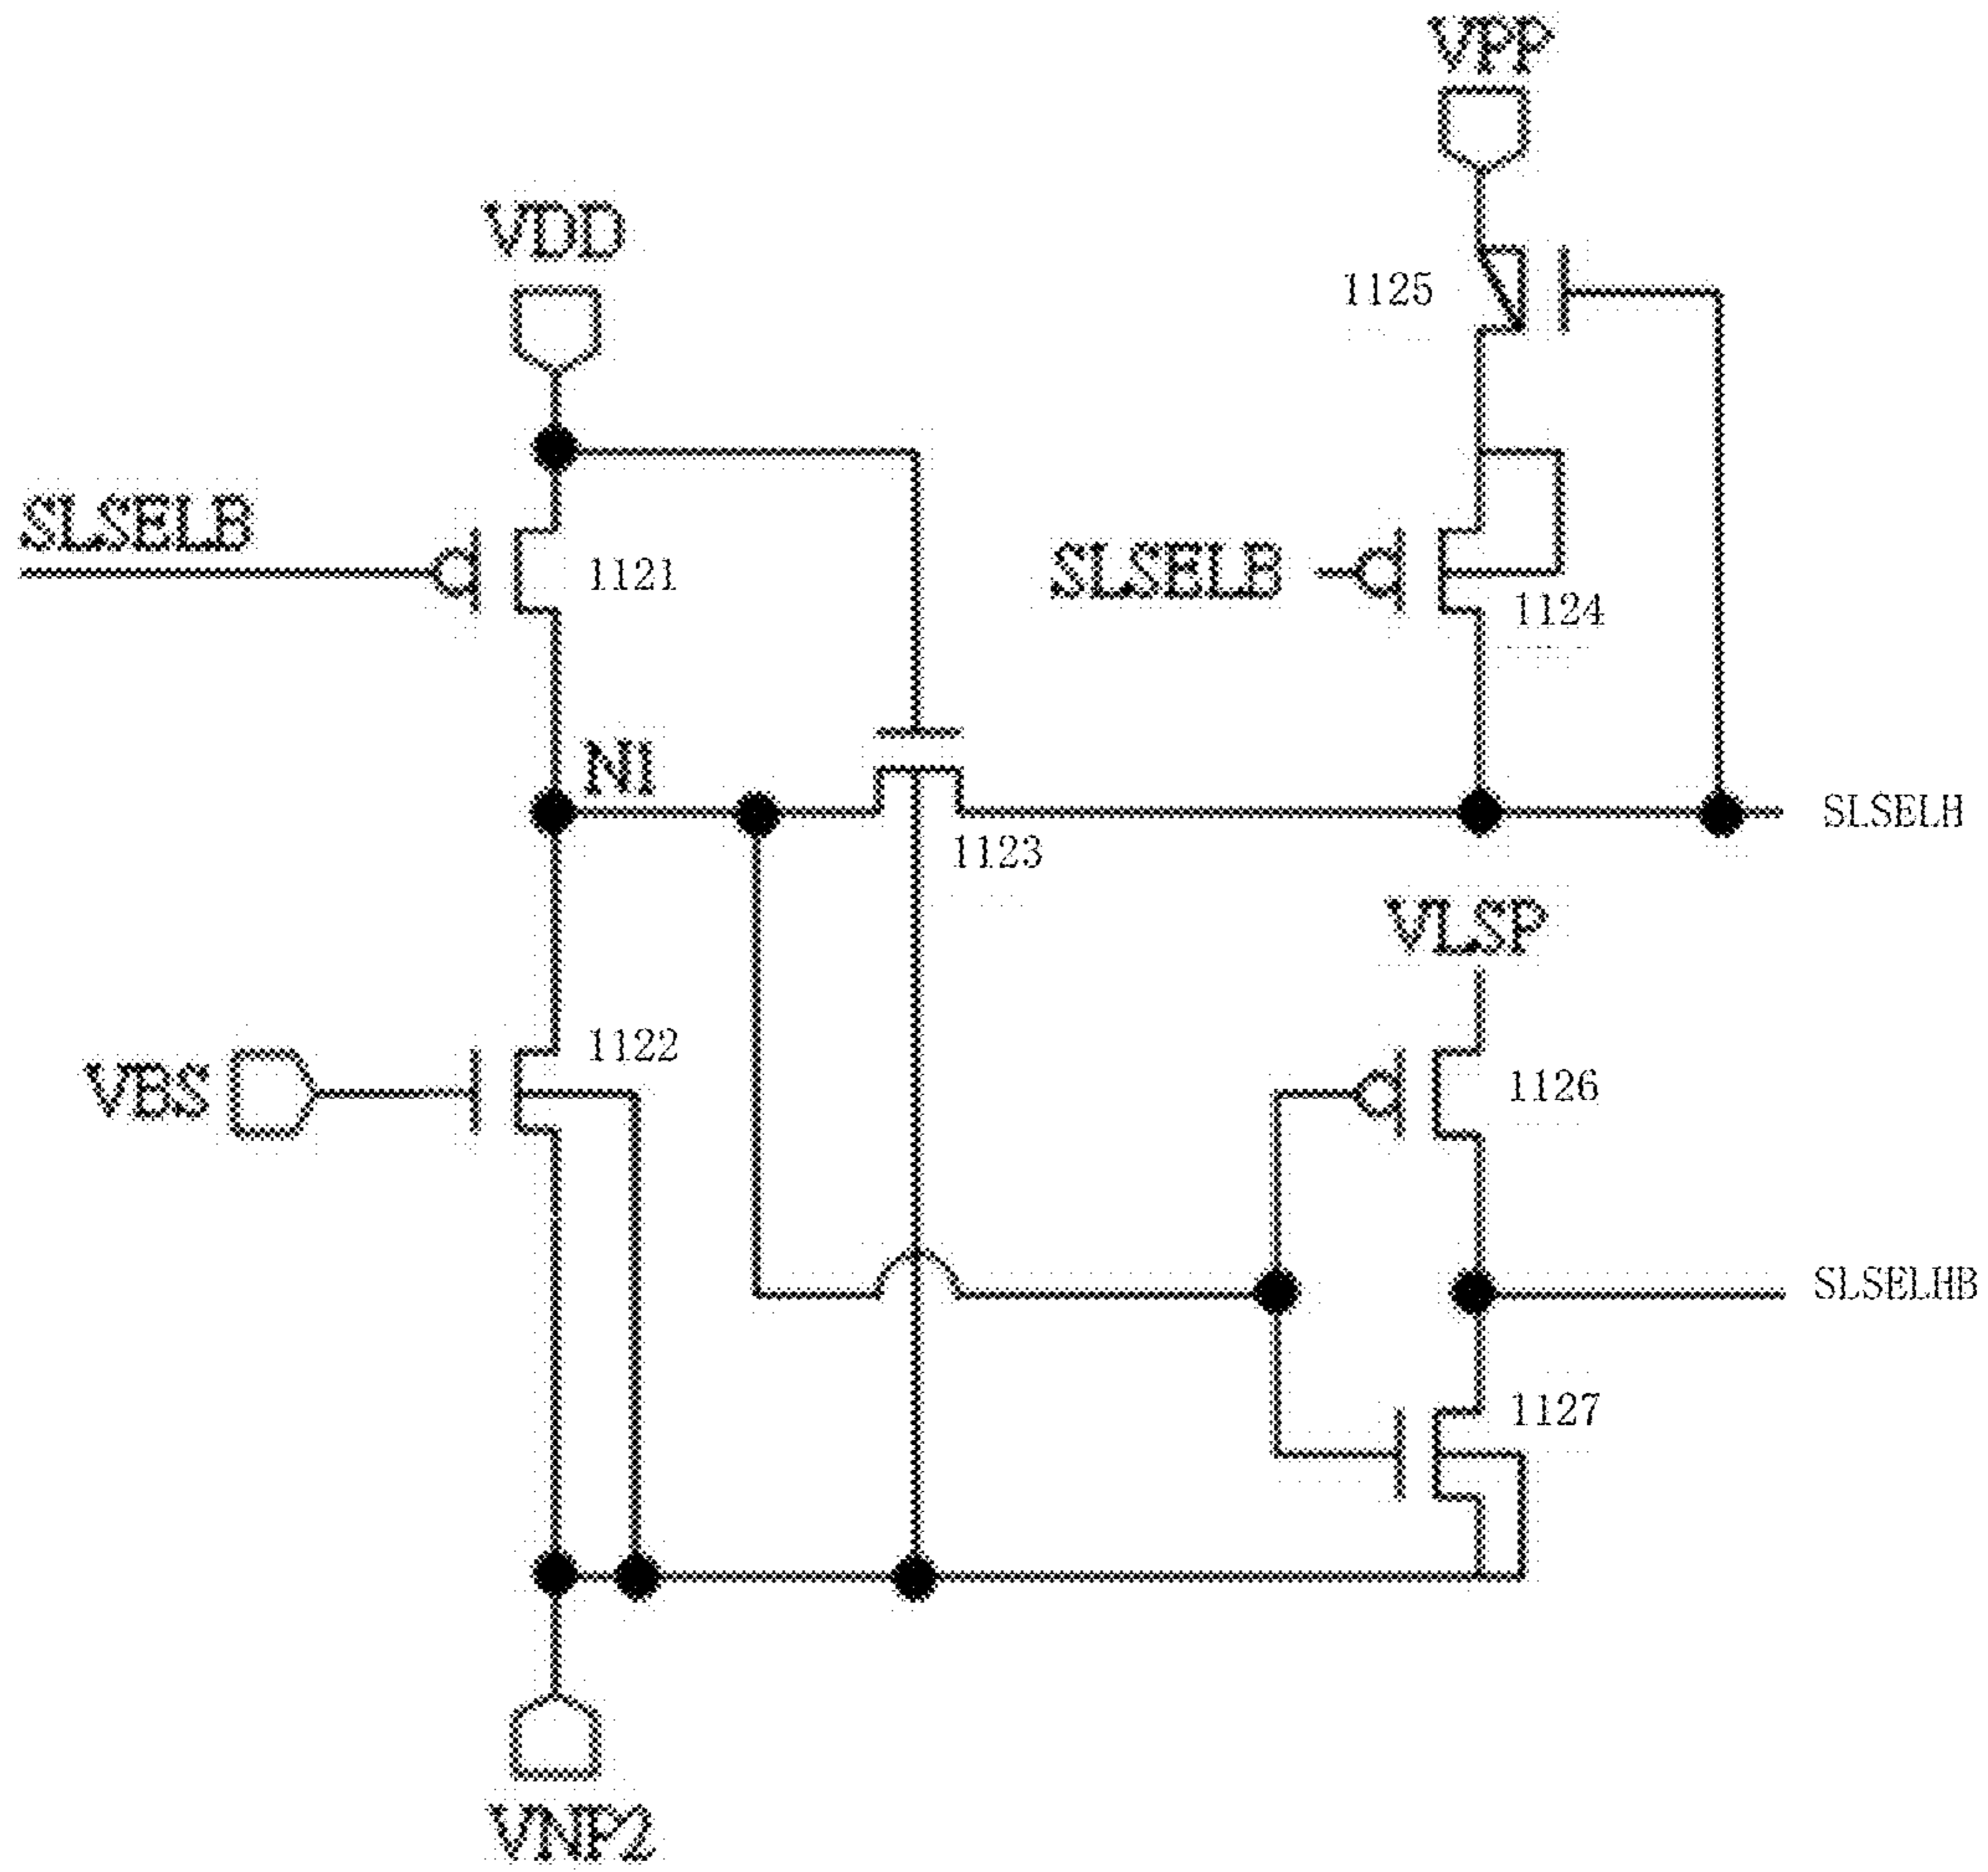 VPP
VDD
1125
SLSELB
1121
SLSELB
1124
N1
1123
SLSELH
VLSP
1122
VBS
1126
SLSELHB
1127
VNP2